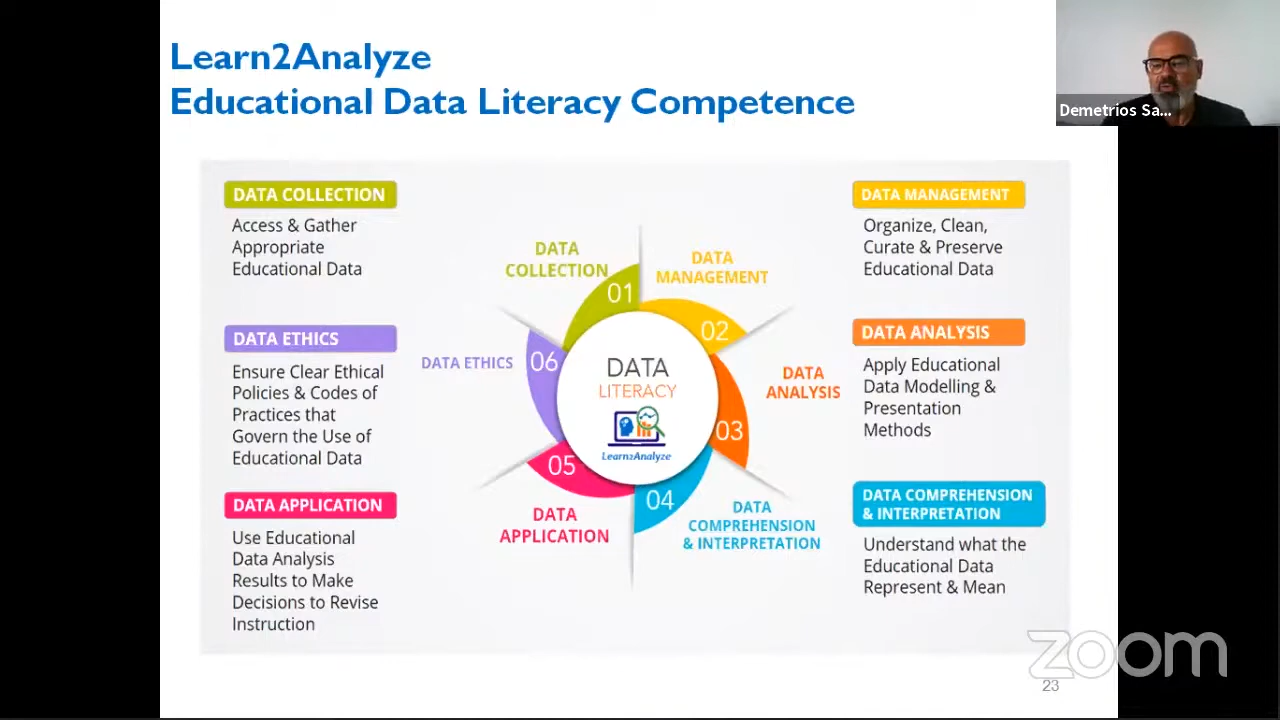 Learn2Analyze
Educational Data Literacy Competence
Demetrios Sa...
DATA COLLECTION
Access & Gather
Appropriate
Educational Data
DATA ETHICS
Ensure Clear Ethical
Policies & Codes of
Practices that
Govern the Use of
Educational Data
DATA APPLICATION
Use Educational
Data Analysis
Results to Make
Decisions to Revise
Instruction
DATA
COLLECTION
01
DATA
MANAGEMENT
02
DATA
ANALYSIS
03
DATA
COMPREHENSION
& INTERPRETATION
04
DATA
APPLICATION
05
DATA ETHICS
06
DATA
LITERACY
Learn2Analyze
DATA MANAGEMENT
Organize, Clean,
Curate & Preserve
Educational Data
DATA ANALYSIS
Apply Educational
Data Modelling &
Presentation
Methods
DATA COMPREHENSION
& INTERPRETATION
Understand what the
Educational Data
Represent & Mean
zoom
23